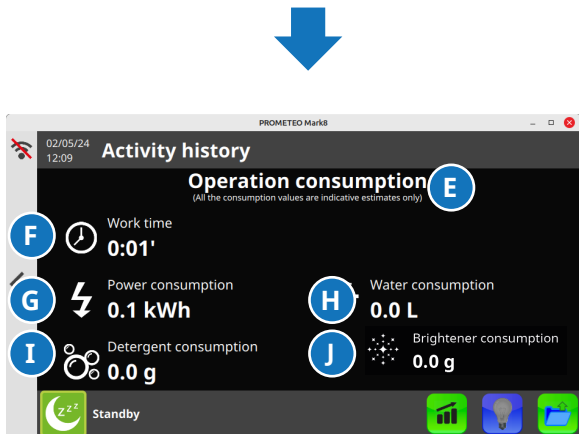 PROMETEO Mark8
02/05/24
12:09
Activity history
Operation consumption
E
(All the consumption values are indicative estimates only)
F
Work time
0:01'
G
Power consumption
0.1 kWh
H
Water consumption
0.0 L
I
Detergent consumption
0.0 g
J
Brightener consumption
0.0 g
zzz
Standby